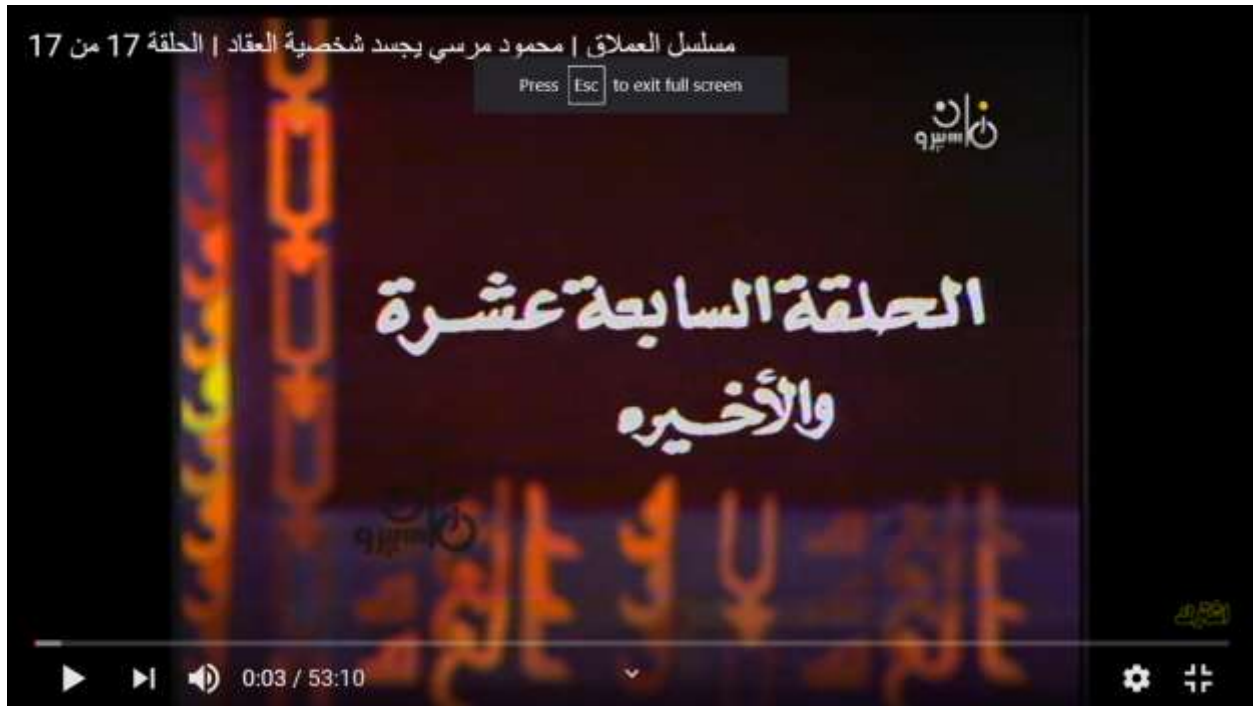 مسلسل العملاق | محمود مرسي يجسد شخصية العقاد | الحلقة 17 من 17
Press Esc to exit full screen
الحلقة السابعة عشرة
والأخيره
0:03 / 53:10